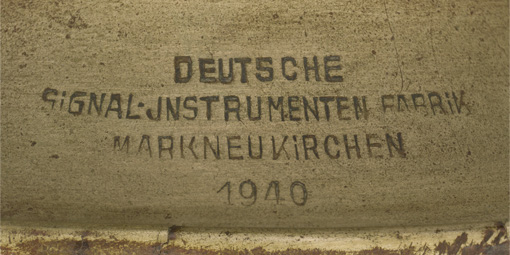 DEUTSCHE
SiGNAL-JNSTRUMENTEN FABRiK
MARKNEUKiRCHEN
1940